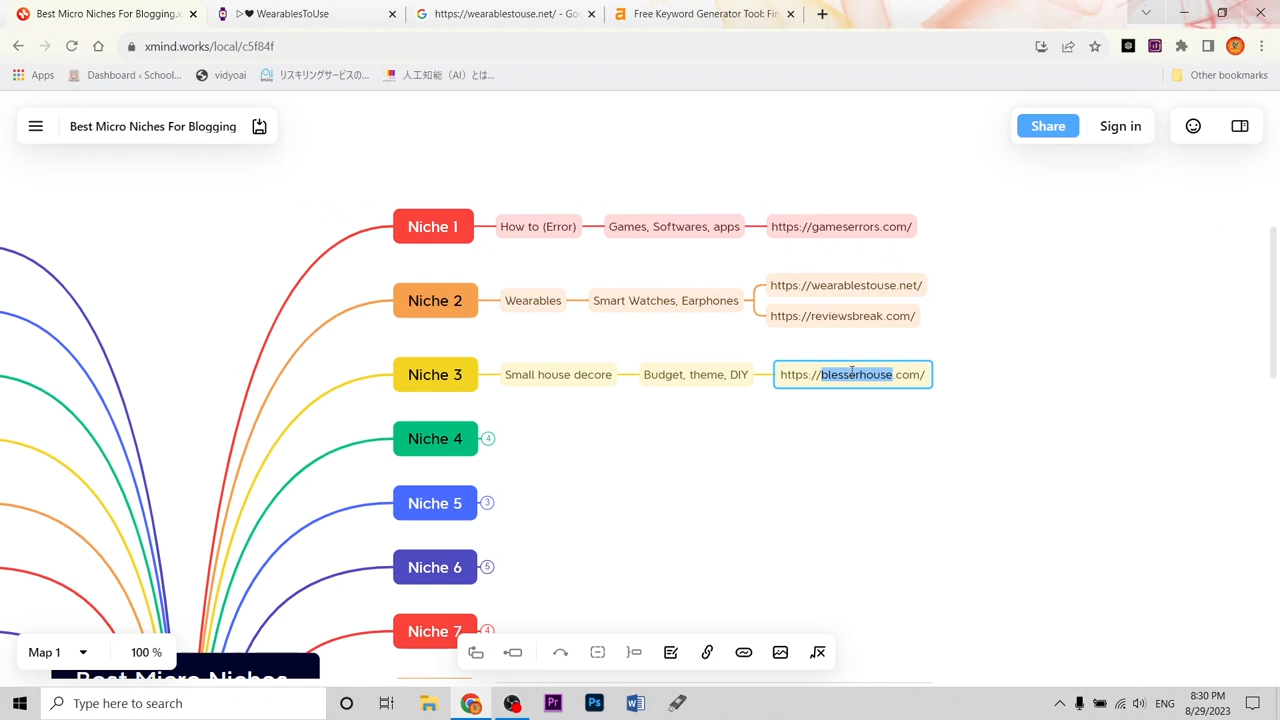 Best Micro Niches For Blogging.
▷♥ WearablesToUse
https://wearablestouse.net/ - Go
Free Keyword Generator Tool: Fin
xmind.works/local/c5f84f
Apps
Dashboard ‹ School...
vidyoai
リスキリングサービスの...
人工知能（AI）とは...
Other bookmarks
Best Micro Niches For Blogging
Share
Sign in
Niche 1
How to (Error)
Games, Softwares, apps
https://gameserrors.com/
Niche 2
Wearables
Smart Watches, Earphones
https://wearablestouse.net/
https://reviewsbreak.com/
Niche 3
Small house decore
Budget, theme, DIY
https://blesserhouse.com/
Niche 4
4
Niche 5
3
Niche 6
5
Niche 7
4
Map 1
100 %
Best Micro Niches
Type here to search
ENG
8:30 PM
8/29/2023